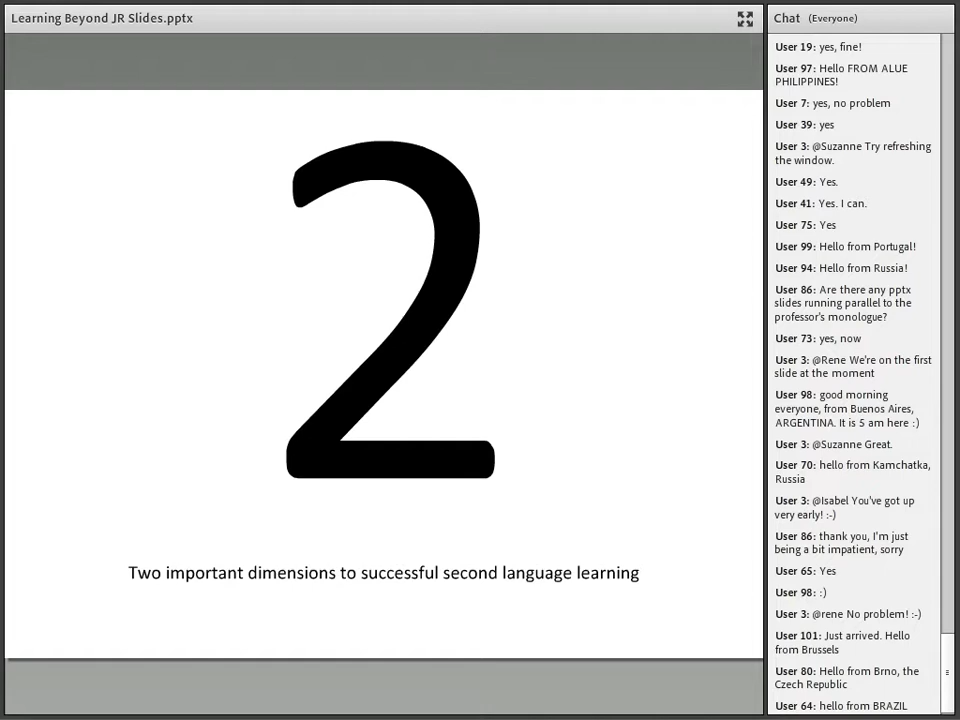 Learning Beyond JR Slides.pptx
2
Two important dimensions to successful second language learning
Chat (Everyone)
User 19: yes, fine!
User 97: Hello FROM ALUE
PHILIPPINES!
User 7: yes, no problem
User 39: yes
User 3: @Suzanne Try refreshing
the window.
User 49: Yes.
User 41: Yes. I can.
User 75: Yes
User 99: Hello from Portugal!
User 94: Hello from Russia!
User 86: Are there any pptx
slides running parallel to the
professor's monologue?
User 73: yes, now
User 3: @Rene We're on the first
slide at the moment
User 98: good morning
everyone, from Buenos Aires,
ARGENTINA. It is 5 am here :)
User 3: @Suzanne Great.
User 70: hello from Kamchatka,
Russia
User 3: @Isabel You've got up
very early! :-)
User 86: thank you, I'm just
being a bit impatient, sorry
User 65: Yes
User 98: :)
User 3: @rene No problem! :-)
User 101: Just arrived. Hello
from Brussels
User 80: Hello from Brno, the
Czech Republic
User 64: hello from BRAZIL